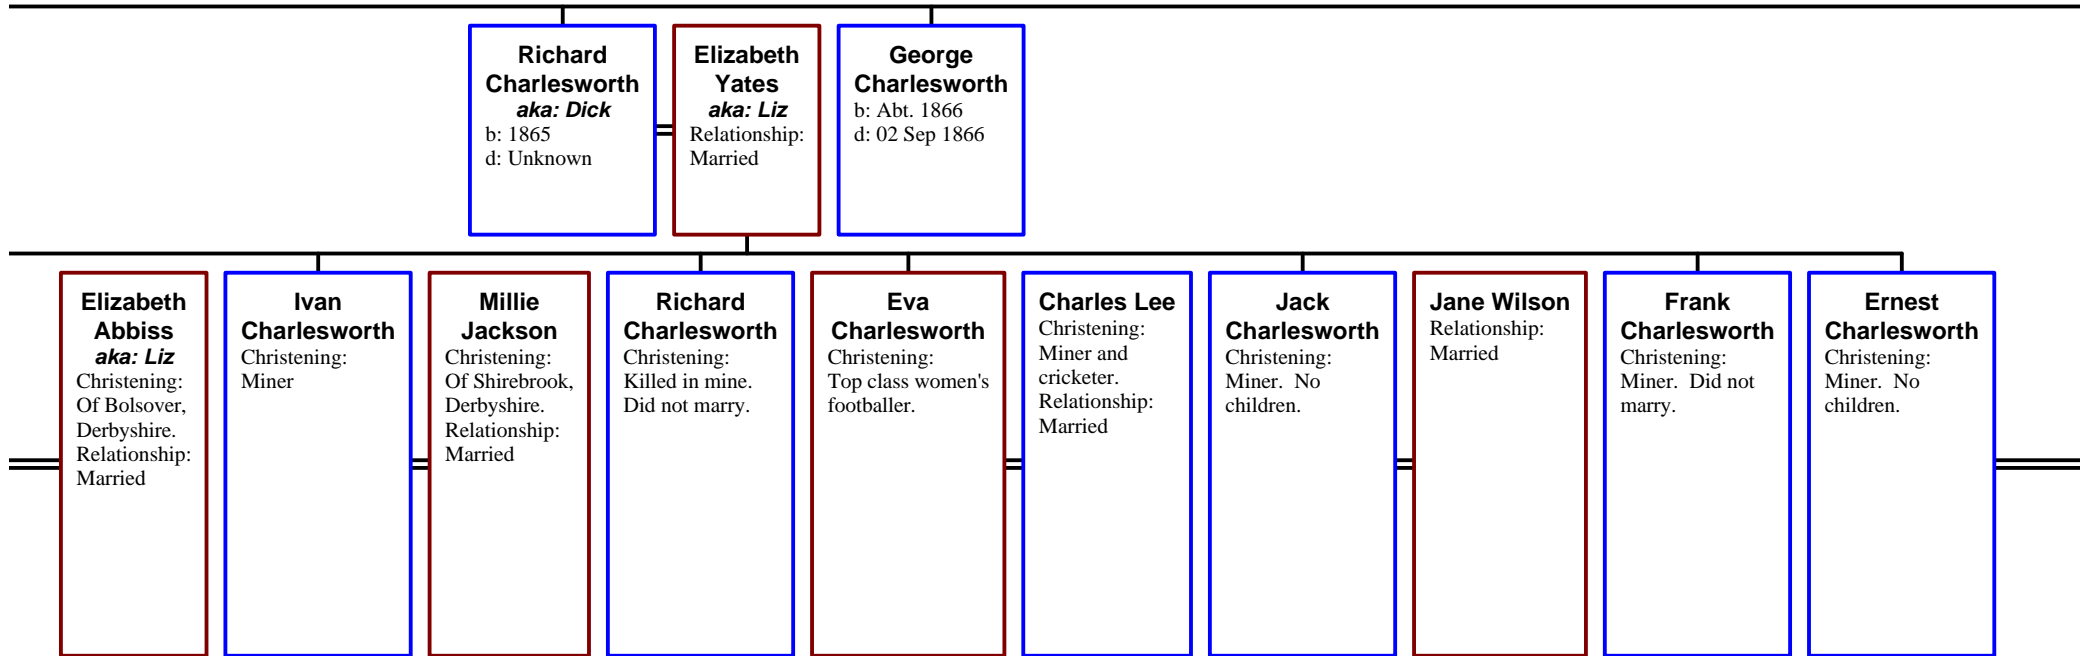 Richard
Charlesworth
aka: Dick
b: 1865
d: Unknown
Elizabeth
Yates
aka: Liz
Relationship:
Married
George
Charlesworth
b: Abt. 1866
d: 02 Sep 1866
Elizabeth
Abbiss
aka: Liz
Christening:
Of Bolsover,
Derbyshire.
Relationship:
Married
Ivan
Charlesworth
Christening:
Miner
Millie
Jackson
Christening:
Of Shirebrook,
Derbyshire.
Relationship:
Married
Richard
Charlesworth
Christening:
Killed in mine.
Did not marry.
Eva
Charlesworth
Christening:
Top class women's
footballer.
Charles Lee
Christening:
Miner and
cricketer.
Relationship:
Married
Jack
Charlesworth
Christening:
Miner.  No
children.
Jane Wilson
Relationship:
Married
Frank
Charlesworth
Christening:
Miner.  Did not
marry.
Ernest
Charlesworth
Christening:
Miner.  No
children.